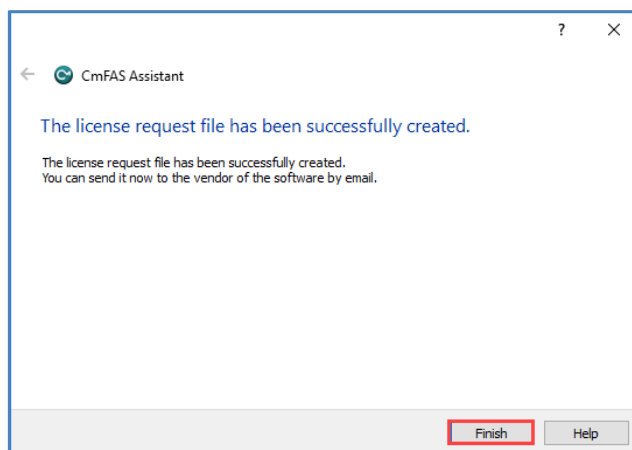 ?
CmFAS Assistant
The license request file has been successfully created.
The license request file has been successfully created.
You can send it now to the vendor of the software by email.
Finish Help